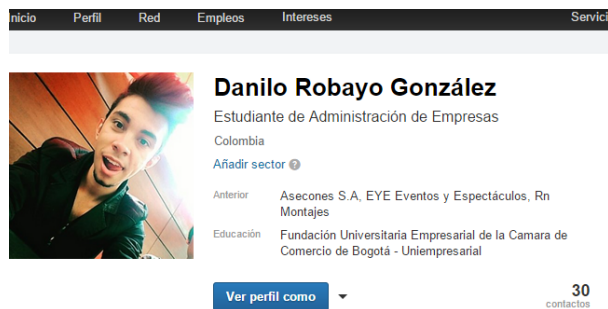 Inicio Perfil Red Empleos Intereses Servici
Danilo Robayo González
Estudiante de Administración de Empresas
Colombia
Añadir sector ?
Anterior Asecones S.A, EYE Eventos y Espectáculos, Rn
Montajes
Educación Fundación Universitaria Empresarial de la Camara de
Comercio de Bogotá - Uniempresarial
Ver perfil como 30
contactos